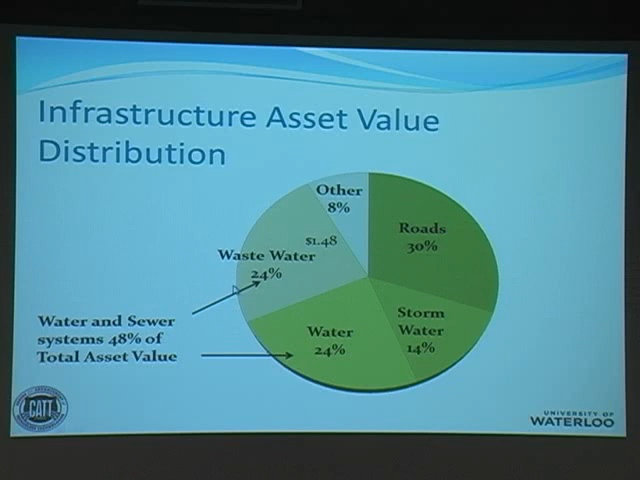 Infrastructure Asset Value
Distribution
Other
8%
Roads
30%
$1.48
Waste Water
24%
Storm
Water
14%
Water
24%
Water and Sewer
systems 48% of
Total Asset Value
CATT
UNIVERSITY OF
WATERLOO